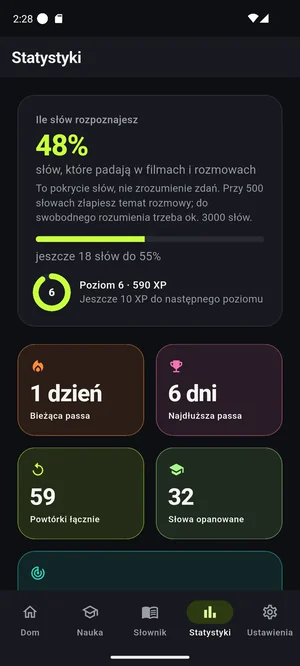 2:28
Statystyki
Ile słów rozpoznajesz
48%
słów, które padają w filmach i rozmowach
To pokrycie słów, nie zrozumienie zdań. Przy 500
słowach złapiesz temat rozmowy; do
swobodnego rozumienia trzeba ok. 3000 słów.
jeszcze 18 słów do 55%
6
Poziom 6 · 590 XP
Jeszcze 10 XP do następnego poziomu
1 dzień
Bieżąca passa
6 dni
Najdłuższa passa
59
Powtórki łącznie
32
Słowa opanowane
Dom
Nauka
Słownik
Statystyki
Ustawienia